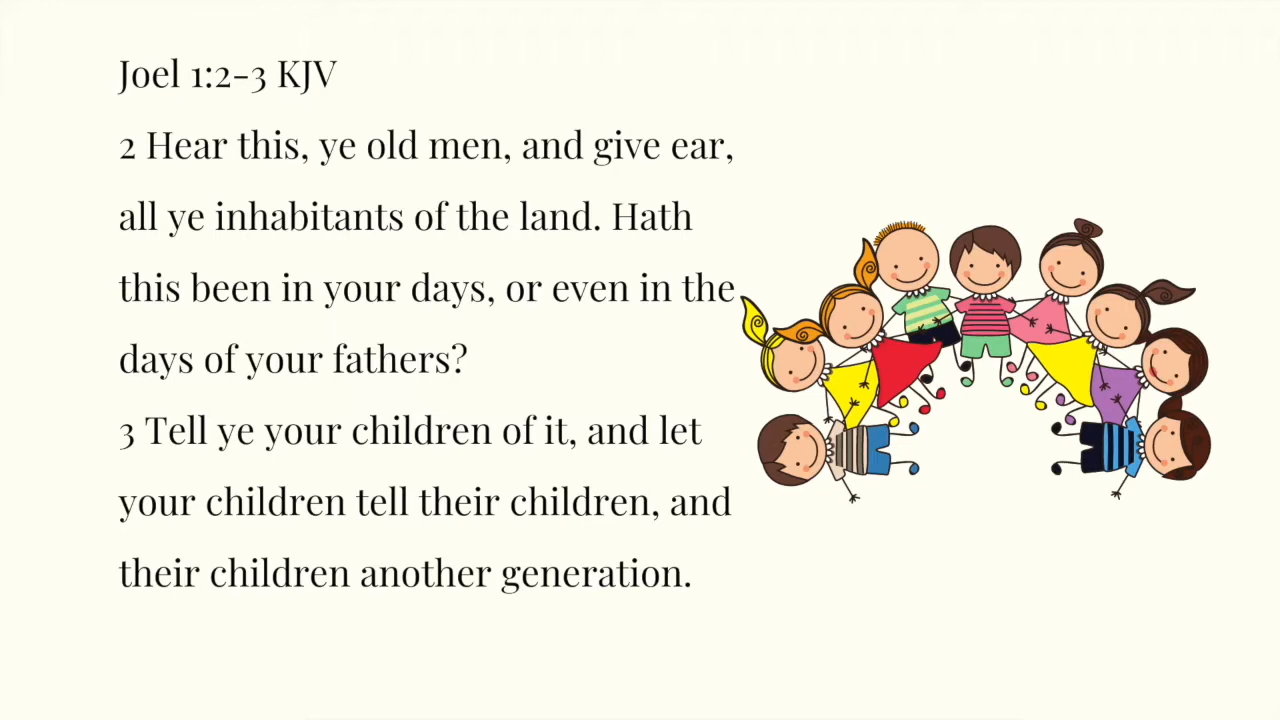 Joel 1:2-3 KJV
2 Hear this, ye old men, and give ear,
all ye inhabitants of the land. Hath
this been in your days, or even in the
days of your fathers?
3 Tell ye your children of it, and let
your children tell their children, and
their children another generation.